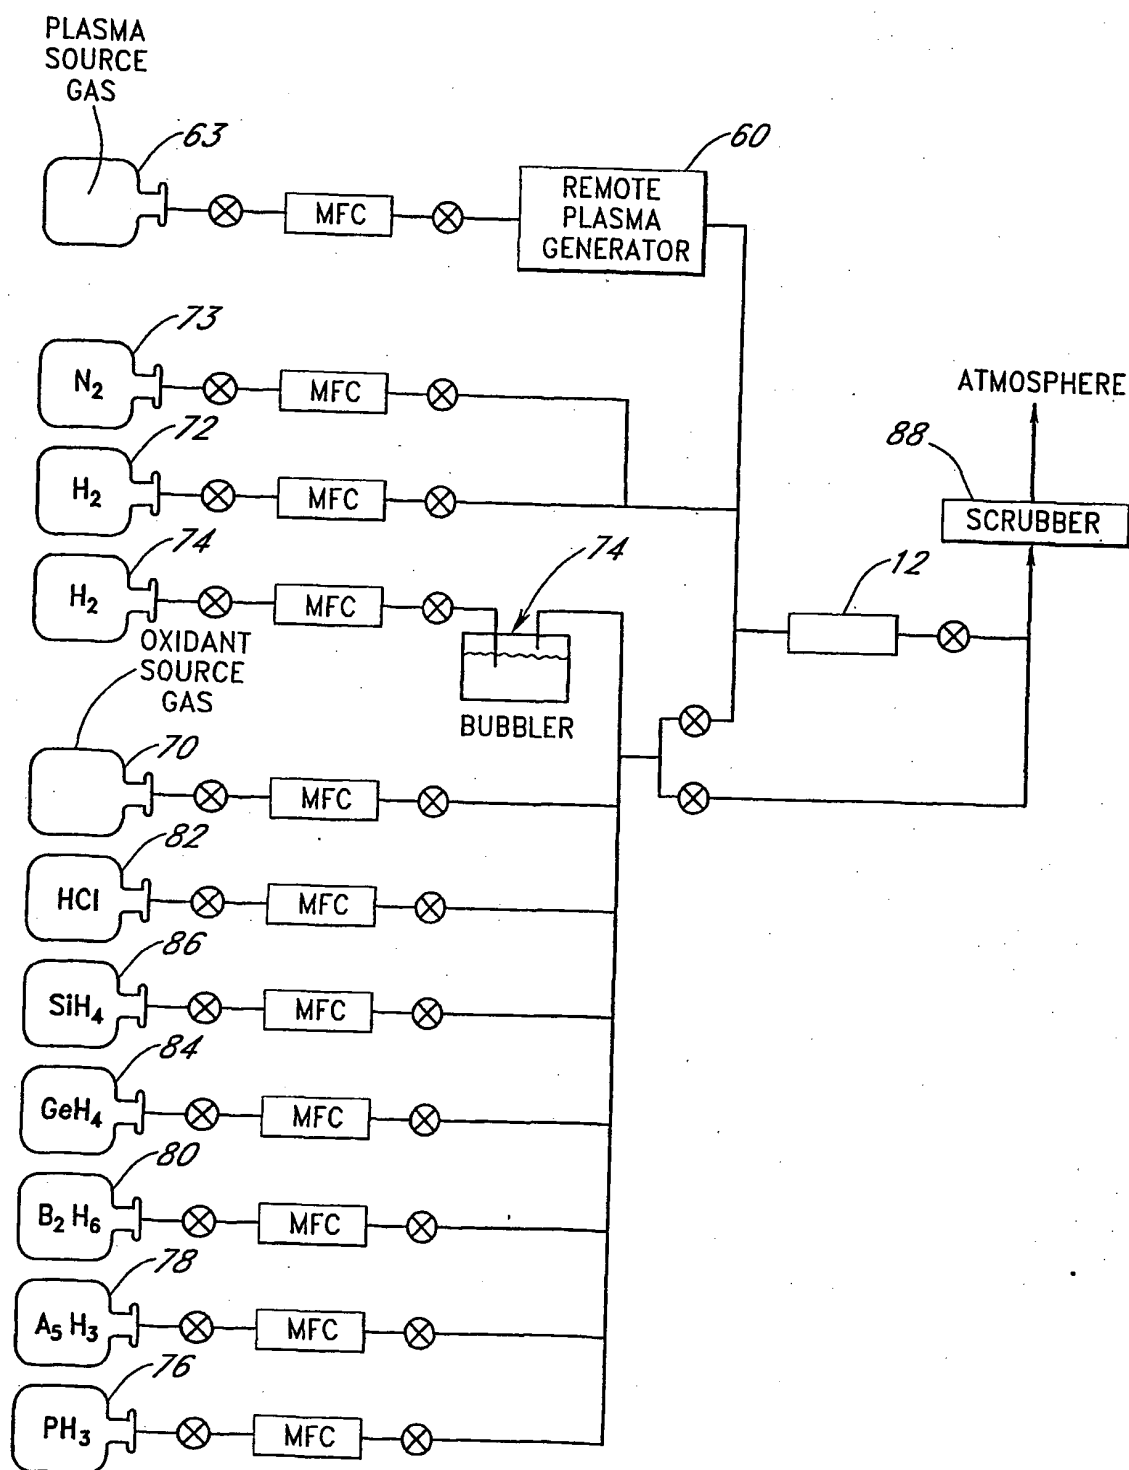 PLASMA
SOURCE
GAS
63
60
MFC
REMOTE
PLASMA
GENERATOR
73
N2
MFC
ATMOSPHERE
72
H2
MFC
88
SCRUBBER
74
H2
MFC
74
12
OXIDANT
SOURCE
GAS
BUBBLER
70
MFC
82
HCl
MFC
86
SiH4
MFC
84
GeH4
MFC
80
B2 H6
MFC
78
A5 H3
MFC
76
PH3
MFC